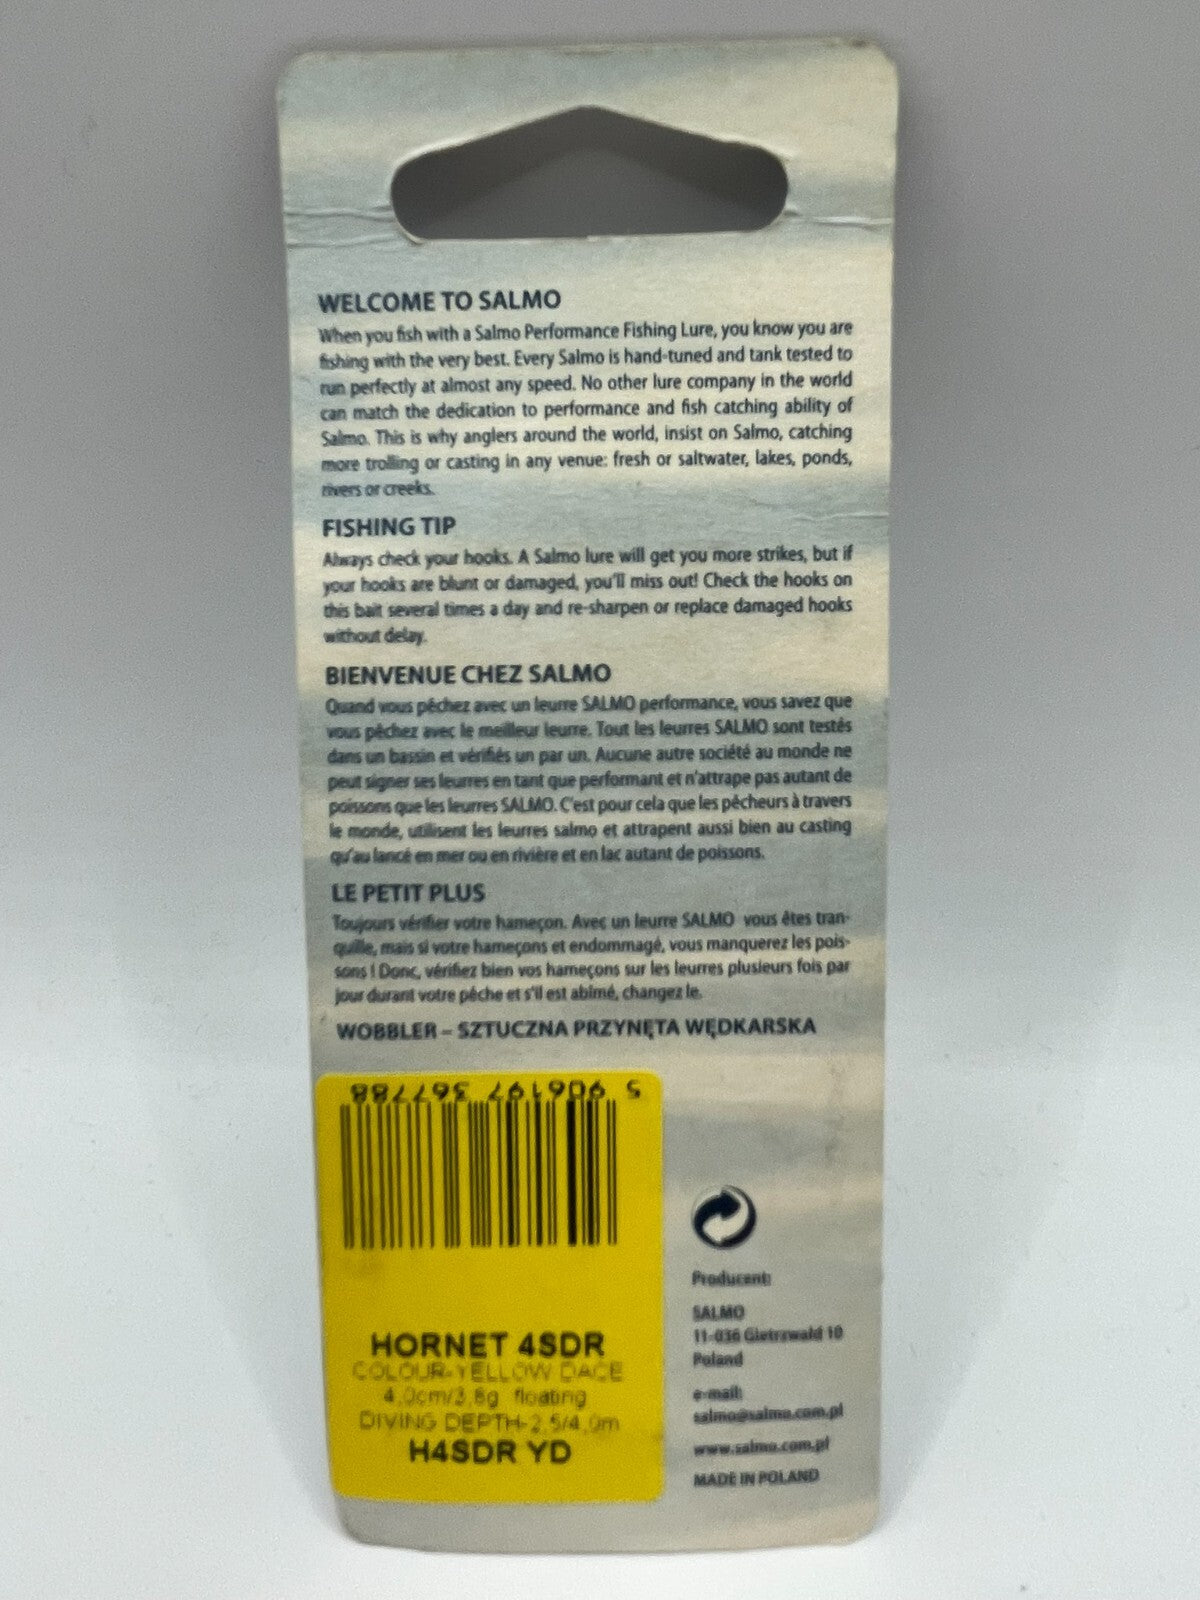 WELCOME TO SALMO
When you fish with a Salmo Performance Fishing Lure, you know you are
fishing with the very best. Every Salmo is hand-tuned and tank tested to
run perfectly at almost any speed. No other lure company in the world
can match the dedication to performance and fish catching ability of
Salmo. This is why anglers around the world, insist on Salmo, catching
more trolling or casting in any venue: fresh or saltwater, lakes, ponds,
rivers or creeks.
FISHING TIP
Always check your hooks. A Salmo lure will get you more strikes, but if
your hooks are blunt or damaged, you'll miss out! Check the hooks on
this bait several times a day and re-sharpen or replace damaged hooks
without delay.
BIENVENUE CHEZ SALMO
Quand vous pêchez avec un leurre SALMO performance, vous savez que
vous pêchez avec le meilleur leurre. Tout les leurres SALMO sont testés
dans un bassin et vérifiés un par un. Aucune autre société au monde ne
peut signer ses leurres en tant que performant et n'attrape pas autant de
poissons que les leurres SALMO. C'est pour cela que les pêcheurs à travers
le monde, utilisent les leurres salmo et attrapent aussi bien au casting
qu'au lancé en mer ou en rivière et en lac autant de poissons.
LE PETIT PLUS
Toujours vérifier votre hameçon. Avec un leurre SALMO vous êtes tran-
quille, mais si votre hameçons et endommagé, vous manquerez les pois-
sons ! Donc, vérifiez bien vos hameçons sur les leurres plusieurs fois par
jour durant votre pêche et s'il est abîmé, changez le.
WOBBLER – SZTUCZNA PRZYNĘTA WĘDKARSKA
5 906197 367788
HORNET 4SDR
COLOUR-YELLOW DACE
4.0cm/3.8g floating
DIVING DEPTH-2.5/4.0m
H4SDR YD
Producent:
SALMO
11-036 Gietrzwałd 10
Poland
e-mail:
salmo@salmo.com.pl
www.salmo.com.pl
MADE IN POLAND